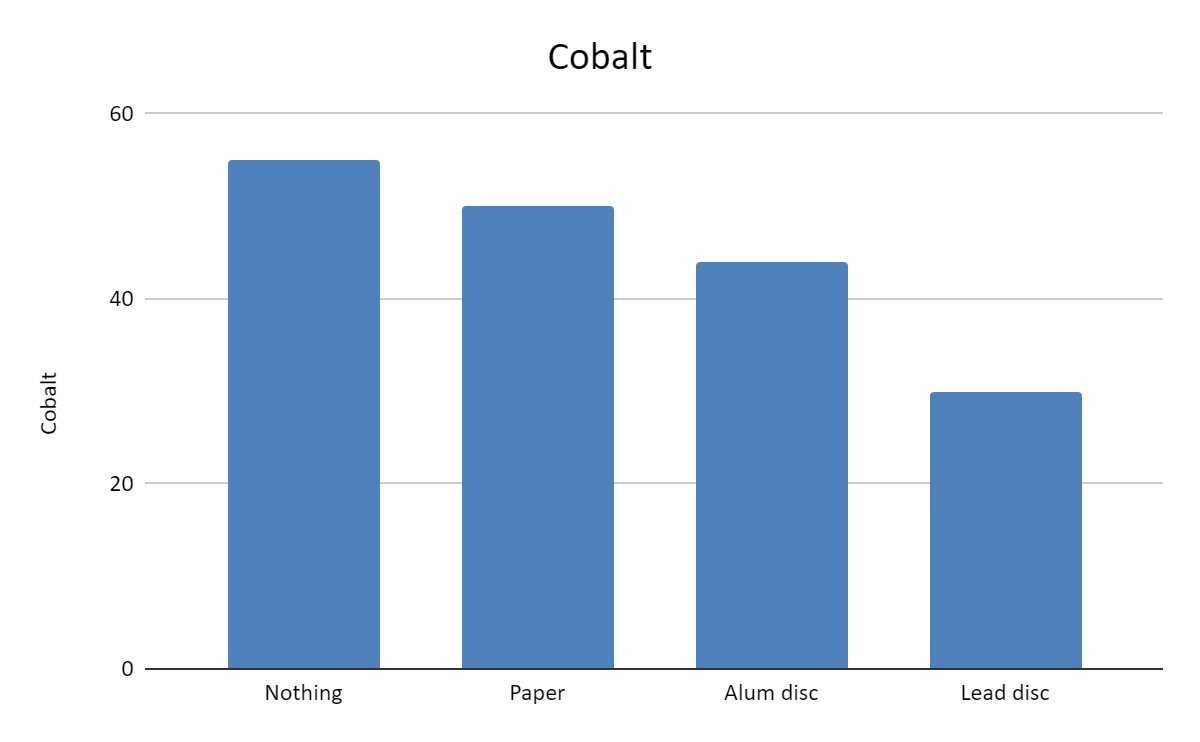 Cobalt
60
40
20
0
Cobalt
Nothing
Paper
Alum disc
Lead disc